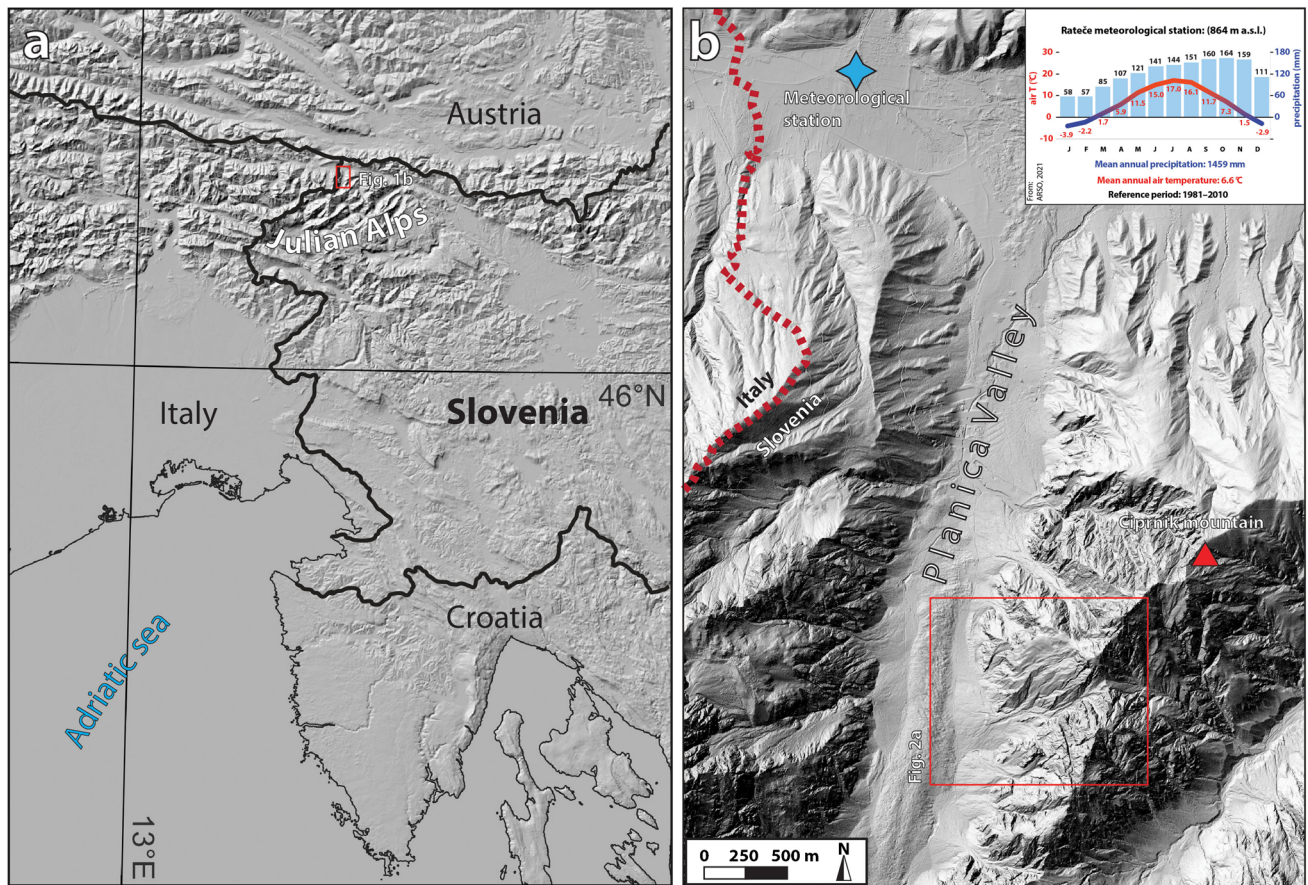 a
Austria
Fig. 1b
Julian Alps
46°N
Italy
Slovenia
Croatia
Adriatic sea
13°E
b
Meteorological
station
Italy
Slovenia
Planica Valley
Ciprnik mountain
Fig. 2a
0 250 500 m
N
Rateče meteorological station: (864 m a.s.l.)
30
20
10
0
-10
air T (°C)
180
120
60
0
precipitation (mm)
58 57 85 107 121 141 144 151 160 164 159 111
-3.9 -2.2 1.7 5.9 11.5 15.0 17.0 16.1 11.7 7.3 1.5 -2.9
J F M A M J J A S O N D
Mean annual precipitation: 1459 mm
Mean annual air temperature: 6.6 °C
Reference period: 1981–2010
From:
ARSO, 2021